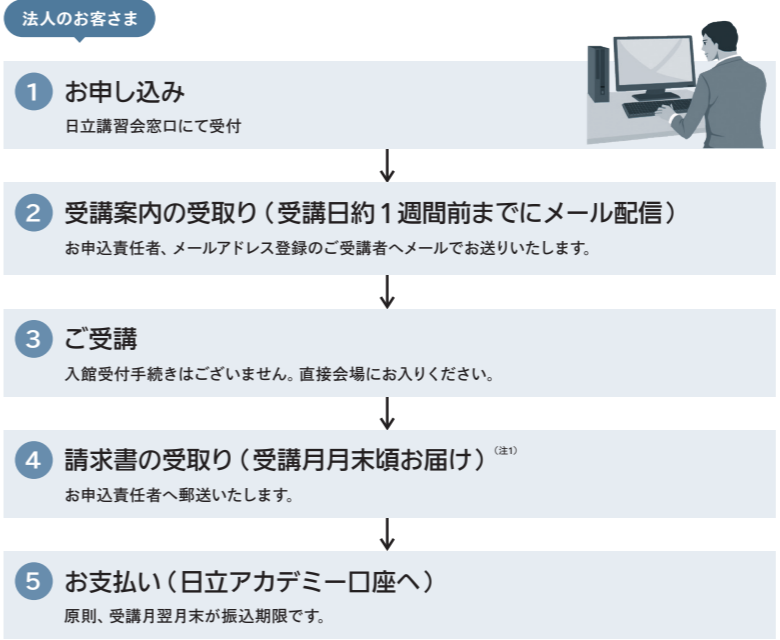 法人のお客さま
1 お申し込み
日立講習会窓口にて受付
2 受講案内の受取り（受講日約1週間前までにメール配信）
お申込責任者、メールアドレス登録のご受講者へメールでお送りいたします。
3 ご受講
入館受付手続きはございません。直接会場にお入りください。
4 請求書の受取り（受講月月末頃お届け）（注1）
お申込責任者へ郵送いたします。
5 お支払い（日立アカデミー口座へ）
原則、受講月翌月末が振込期限です。